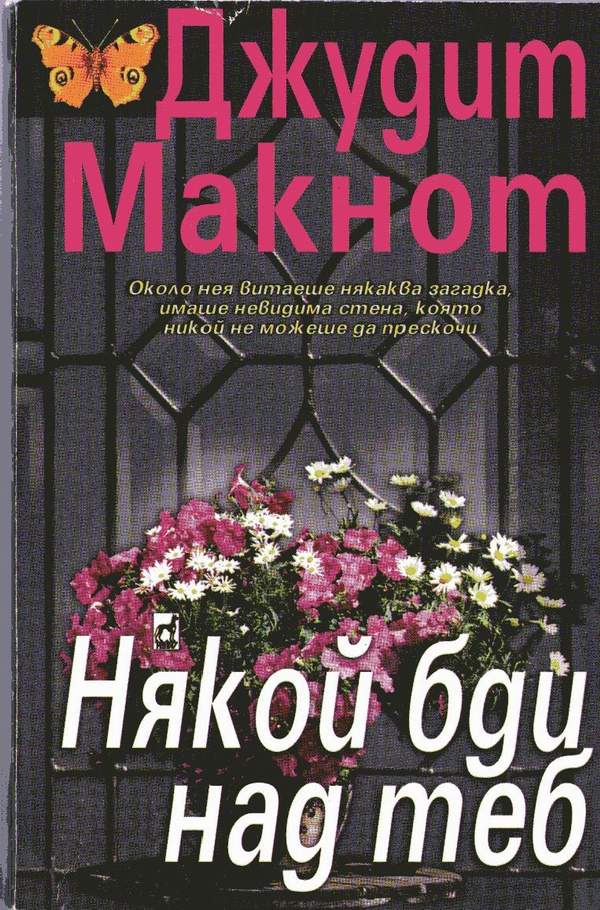 Джудит
Макнот
Около нея витаеше някаква загадка,
имаше невидима стена, която
никой не можеше да прескочи
Някой бди
над теб